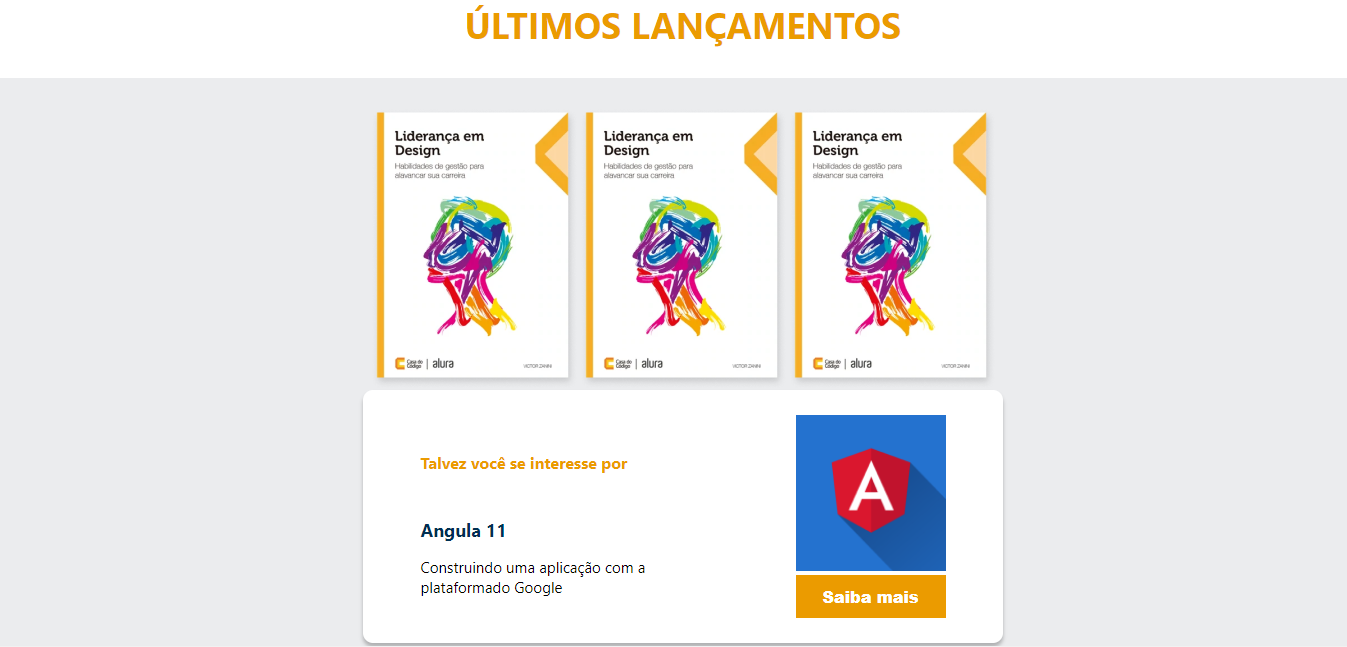 ÚLTIMOS LANÇAMENTOS
Liderança em
Design
Habilidades de gestão para
alavancar sua carreira
Casa do
Código | alura
VICTOR ZANINI
Liderança em
Design
Habilidades de gestão para
alavancar sua carreira
Casa do
Código | alura
VICTOR ZANINI
Liderança em
Design
Habilidades de gestão para
alavancar sua carreira
Casa do
Código | alura
VICTOR ZANINI
Talvez você se interesse por
Angula 11
Construindo uma aplicação com a
plataformado Google
A
Saiba mais